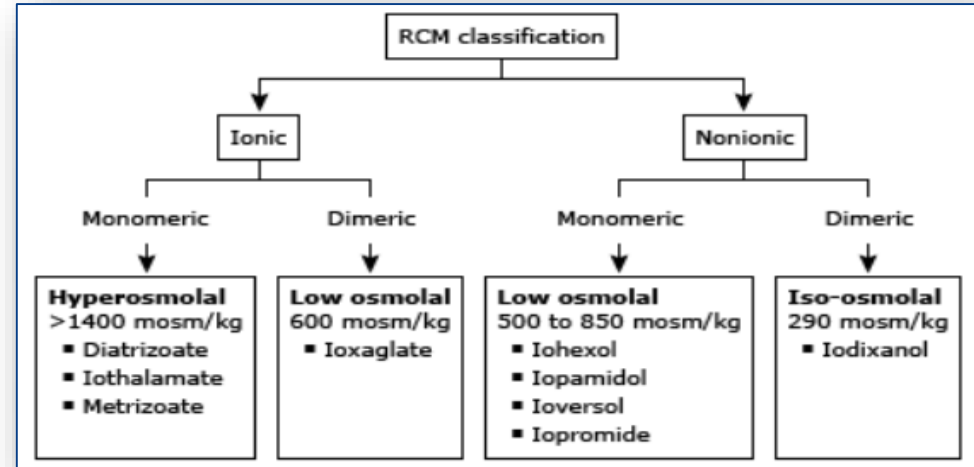 RCM classification
Ionic
Nonionic
Monomeric
Dimeric
Monomeric
Dimeric
Hyperosmolal
>1400 mosm/kg
▪ Diatrizoate
▪ Iothalamate
▪ Metrizoate
Low osmolal
600 mosm/kg
▪ Ioxaglate
Low osmolal
500 to 850 mosm/kg
▪ Iohexol
▪ Iopamidol
▪ Ioversol
▪ Iopromide
Iso-osmolal
290 mosm/kg
▪ Iodixanol